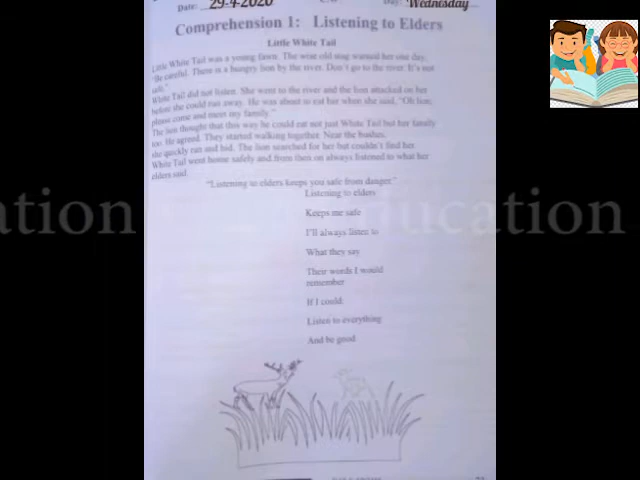 Date: 29-4-2020 Day: Wednesday
Comprehension 1: Listening to Elders
Little White Tail
Little White Tail was a young fawn. The wise old stag warned her one day.
"Be careful. There is a hungry lion by the river. Don't go to the river. It's not
safe."
White Tail did not listen. She went to the river and the lion attacked on her
before she could run away. He was about to eat her when she said, "Oh lion,
please come and meet my family."
The lion thought that this way he could eat not just White Tail but her family
too. He agreed. They started walking together. Near the bushes,
she quickly ran and hid. The lion searched for her but couldn't find her.
White Tail went home safely and from then on always listened to what her
elders said.
"Listening to elders keeps you safe from danger."
Listening to elders
Keeps me safe
I'll always listen to
What they say
Their words I would
remember
If I could
Listen to everything
And be good